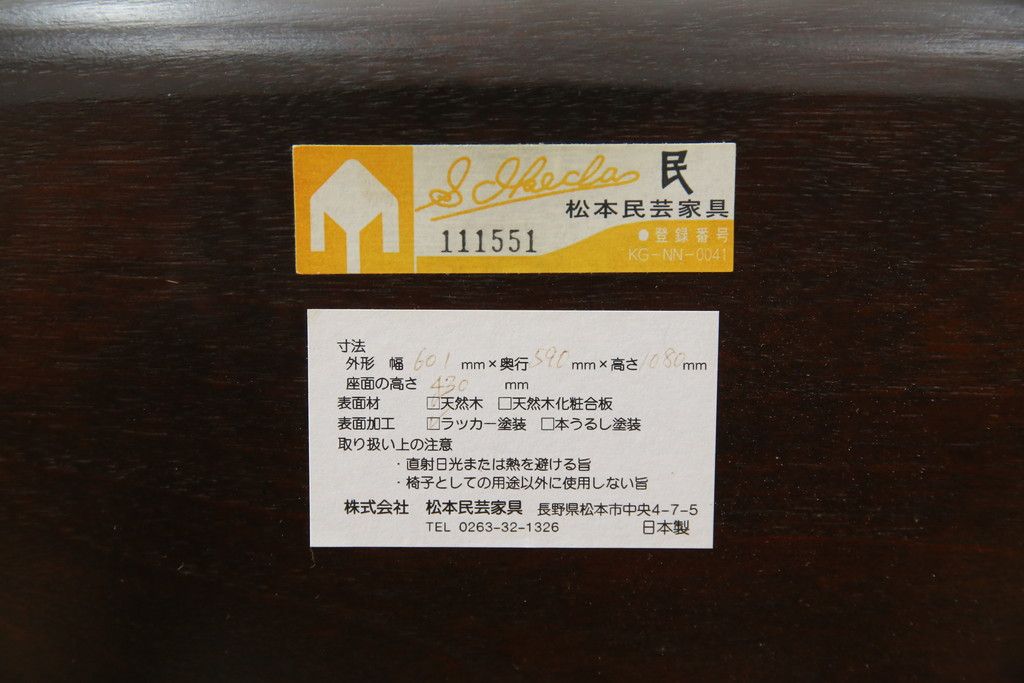 S. Ikeda 民
松本民芸家具
111551
●登録番号
KG-NN-0041
寸法
外形 幅 601 mm×奥行 590 mm×高さ 1080 mm
座面の高さ 430 mm
表面材 ☑天然木 □天然木化粧合板
表面加工 ☑ラッカー塗装 □本うるし塗装
取り扱い上の注意
・直射日光または熱を避ける旨
・椅子としての用途以外に使用しない旨
株式会社 松本民芸家具 長野県松本市中央4-7-5
TEL 0263-32-1326 日本製